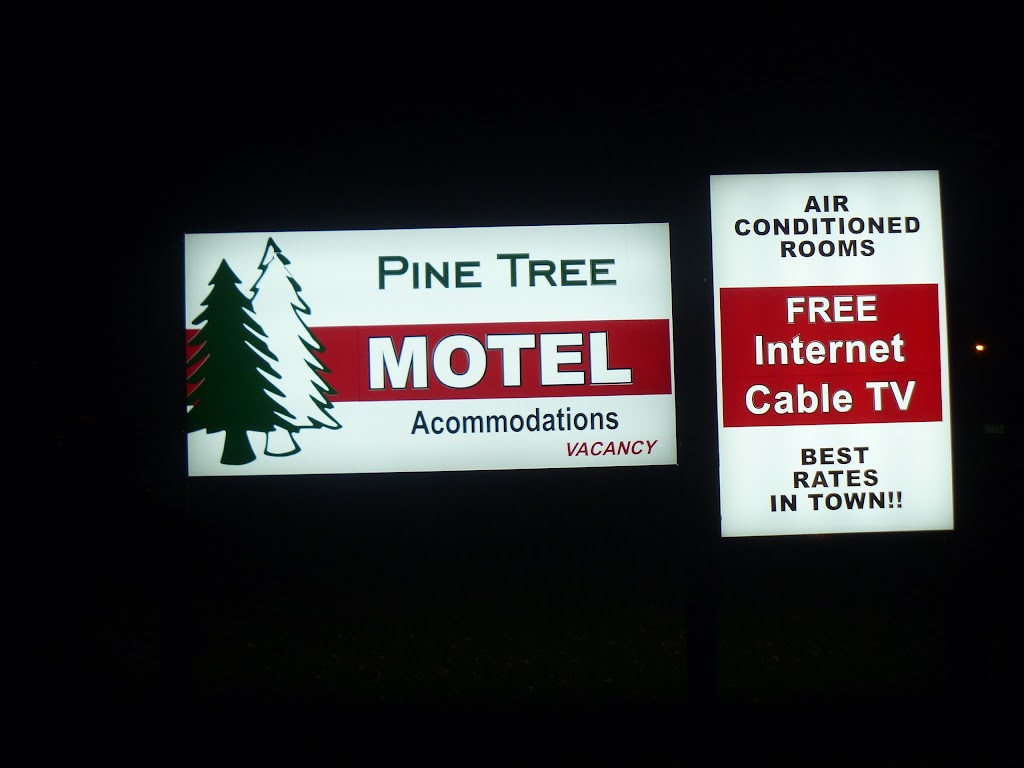 PINE TREE
MOTEL
Acommodations
VACANCY
AIR
CONDITIONED
ROOMS
FREE
Internet
Cable TV
BEST
RATES
IN TOWN!!